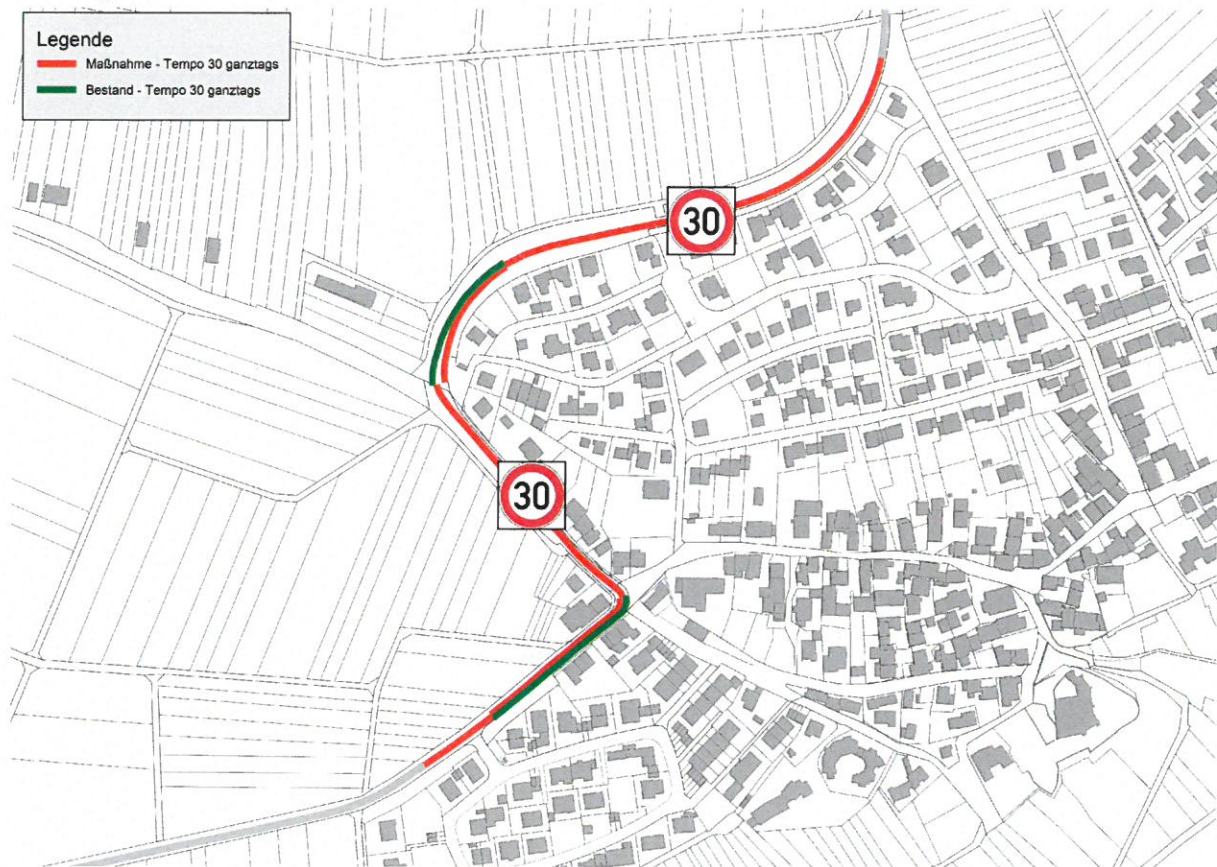 Legende
Maßnahme - Tempo 30 ganztags
Bestand - Tempo 30 ganztags
30
30